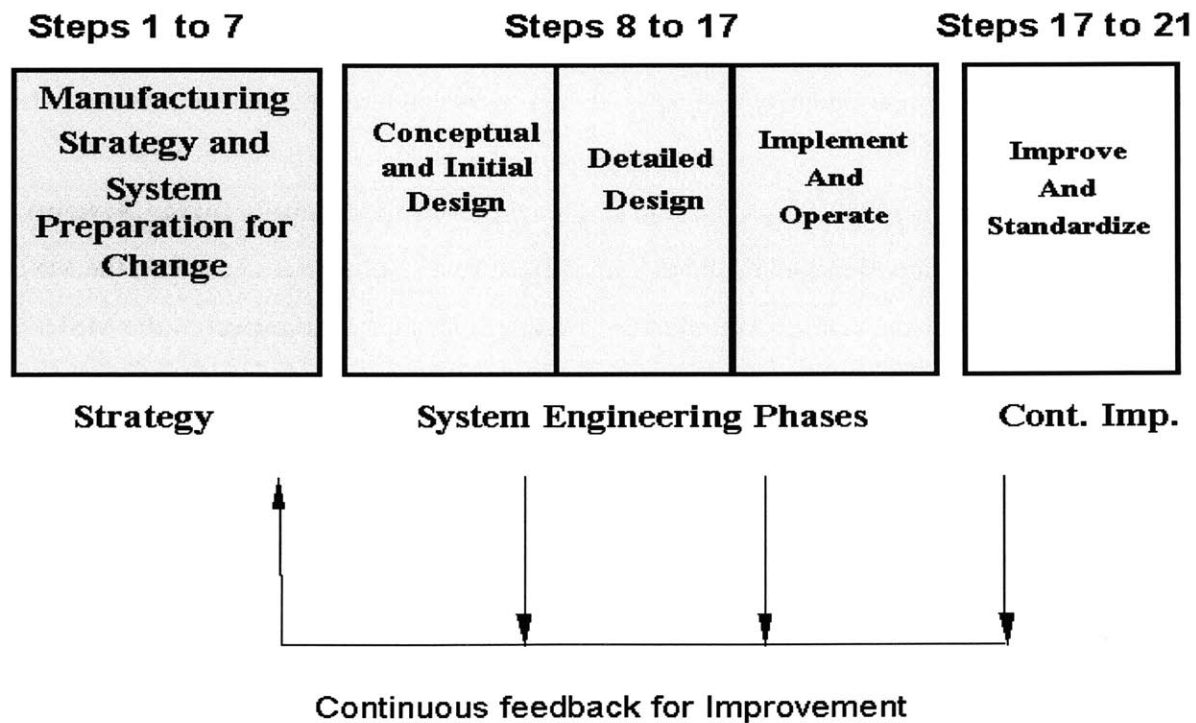 Steps 1 to 7
Steps 8 to 17
Steps 17 to 21
Manufacturing
Strategy and
System
Preparation for
Change
Conceptual
and Initial
Design
Detailed
Design
Implement
And
Operate
Improve
And
Standardize
Strategy
System Engineering Phases
Cont. Imp.
Continuous feedback for Improvement